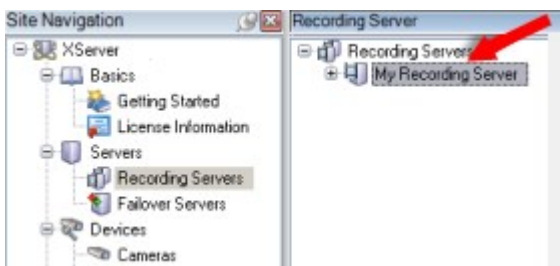 Site Navigation
XServer
Basics
Getting Started
License Information
Servers
Recording Servers
Failover Servers
Devices
Cameras
Recording Server
Recording Servers
My Recording Server